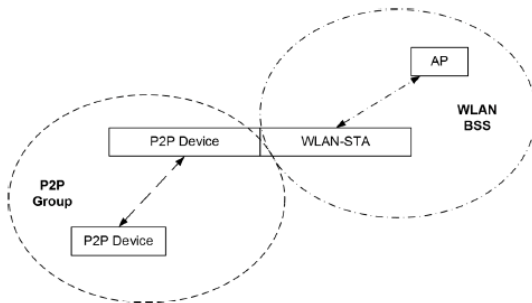 AP
WLAN
BSS
P2P Device
WLAN-STA
P2P
Group
P2P Device